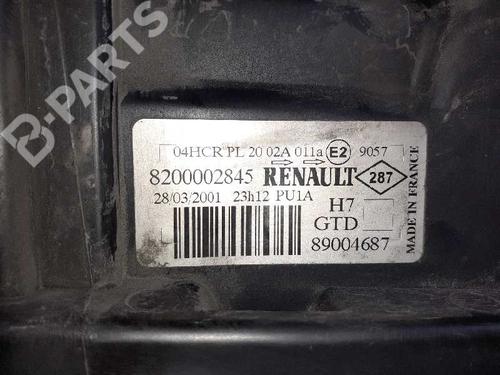 B-PARTS
04HCR PL 20 02A 011a E2 9057
8200002845 RENAULT 287
28/03/2001 23h12 PU1A
H7
GTD
89004687
MADE IN FRANCE